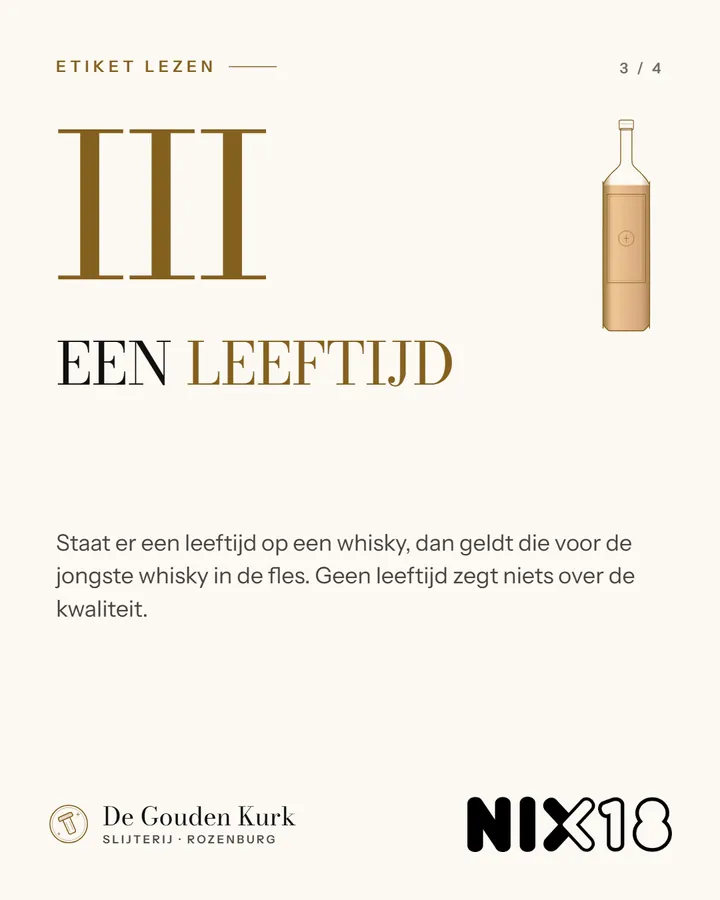 ETIKET LEZEN
3 / 4
III
EEN LEEFTIJD
Staat er een leeftijd op een whisky, dan geldt die voor de
jongste whisky in de fles. Geen leeftijd zegt niets over de
kwaliteit.
De Gouden Kurk
SLIJTERIJ · ROZENBURG
NIX18